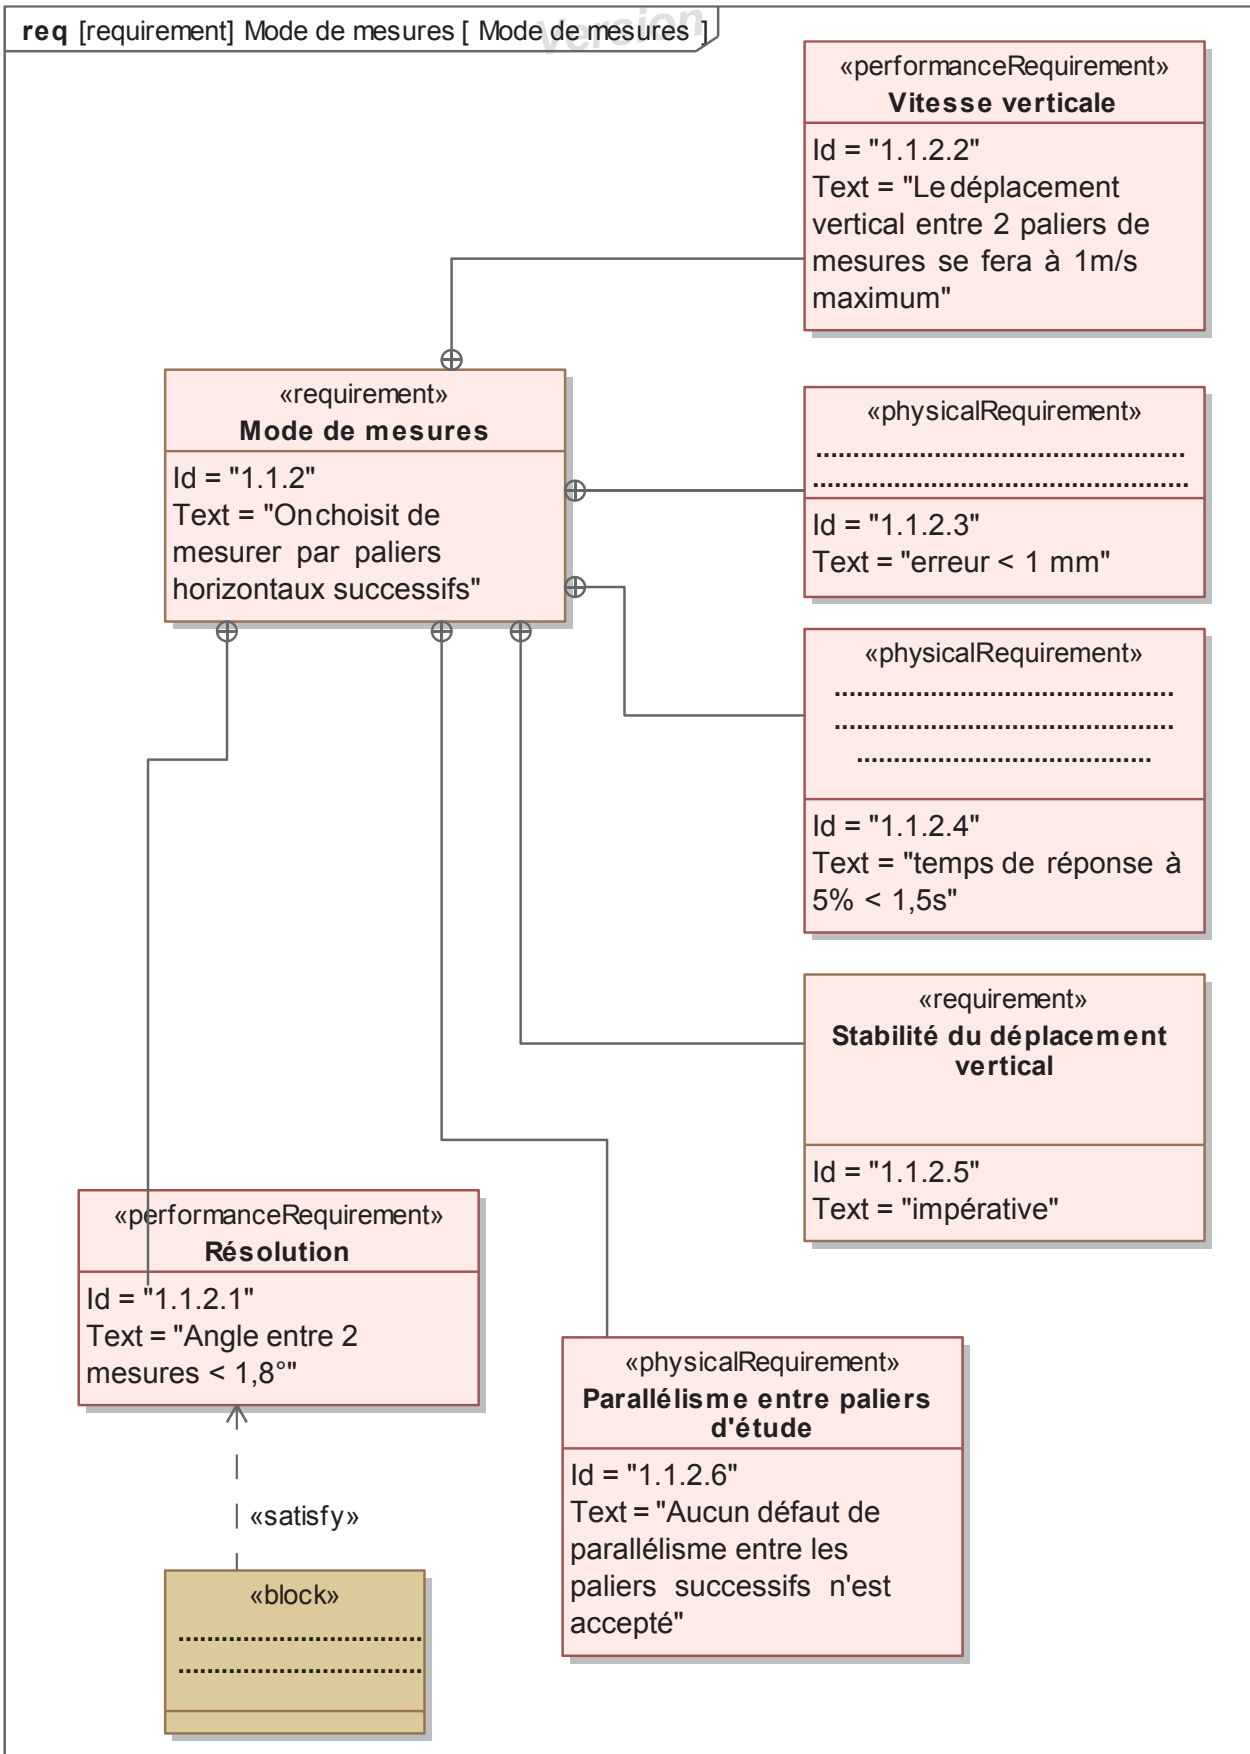 req [requirement] Mode de mesures [ Mode de mesures ]
Version
«performanceRequirement»
Vitesse verticale
Id = "1.1.2.2"
Text = "Le déplacement
vertical entre 2 paliers de
mesures se fera à 1m/s
maximum"
«requirement»
Mode de mesures
Id = "1.1.2"
Text = "On choisit de
mesurer par paliers
horizontaux successifs"
«physicalRequirement»
..................................................
...................................................
Id = "1.1.2.3"
Text = "erreur < 1 mm"
«physicalRequirement»
..............................................
..............................................
........................................
Id = "1.1.2.4"
Text = "temps de réponse à
5% < 1,5s"
«requirement»
Stabilité du déplacement
vertical
Id = "1.1.2.5"
Text = "impérative"
«performanceRequirement»
Résolution
Id = "1.1.2.1"
Text = "Angle entre 2
mesures < 1,8°"
«physicalRequirement»
Parallélisme entre paliers
d'étude
Id = "1.1.2.6"
Text = "Aucun défaut de
parallélisme entre les
paliers successifs n'est
accepté"
«satisfy»
«block»
.................................
.................................